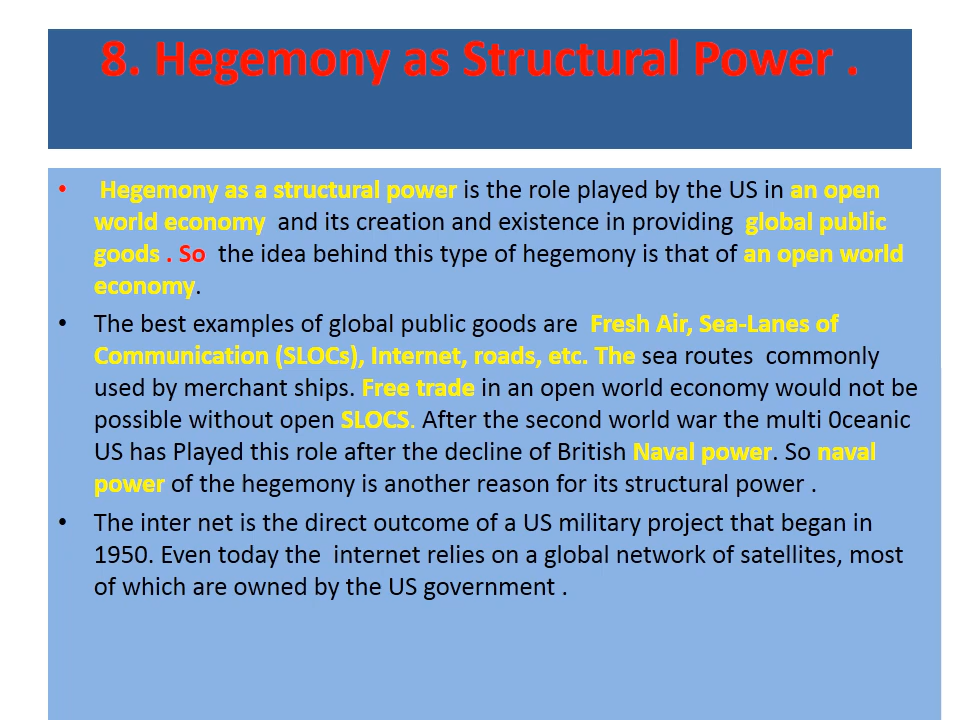 8. Hegemony as Structural Power .
• Hegemony as a structural power is the role played by the US in an open
world economy and its creation and existence in providing global public
goods . So the idea behind this type of hegemony is that of an open world
economy.
• The best examples of global public goods are Fresh Air, Sea-Lanes of
Communication (SLOCs), Internet, roads, etc. The sea routes commonly
used by merchant ships. Free trade in an open world economy would not be
possible without open SLOCS. After the second world war the multi 0ceanic
US has Played this role after the decline of British Naval power. So naval
power of the hegemony is another reason for its structural power .
• The inter net is the direct outcome of a US military project that began in
1950. Even today the internet relies on a global network of satellites, most
of which are owned by the US government .